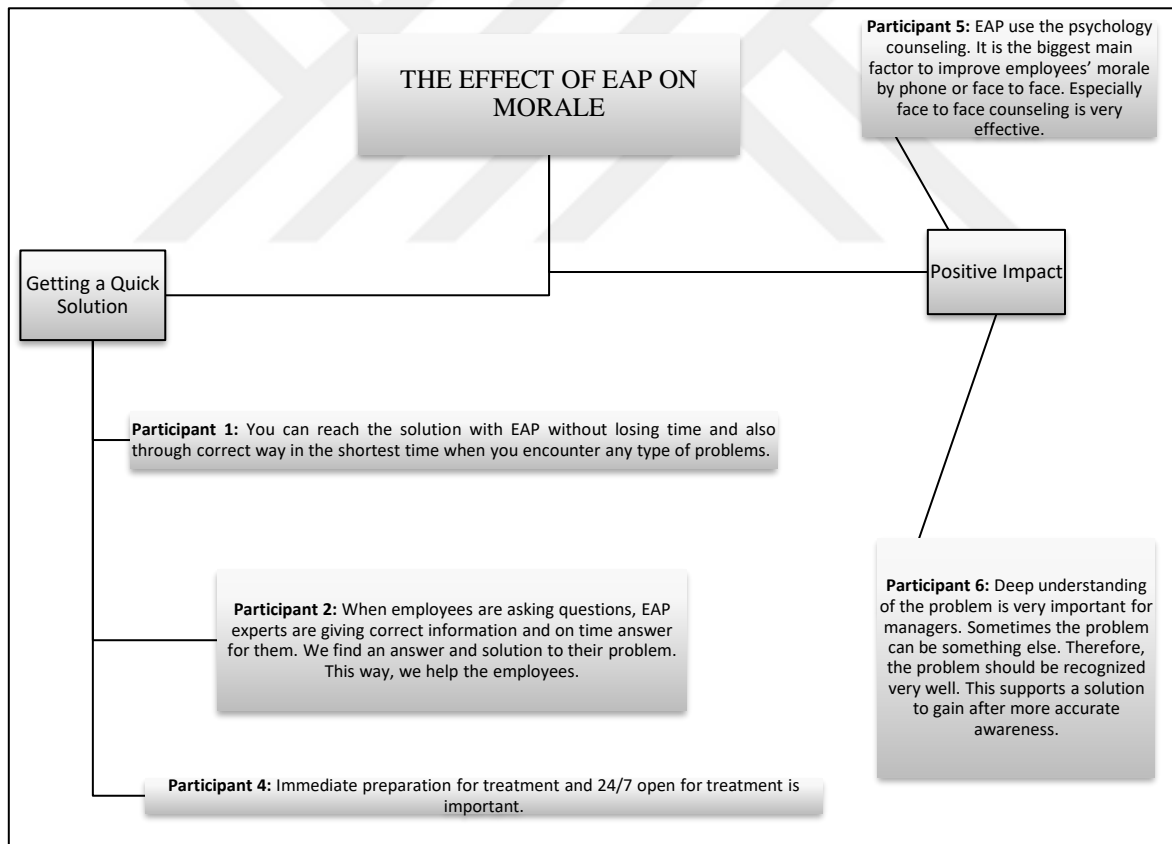 THE EFFECT OF EAP ON
MORALE
Participant 5: EAP use the psychology
counseling. It is the biggest main
factor to improve employees’ morale
by phone or face to face. Especially
face to face counseling is very
effective.
Getting a Quick
Solution
Positive Impact
Participant 1: You can reach the solution with EAP without losing time and also
through correct way in the shortest time when you encounter any type of problems.
Participant 2: When employees are asking questions, EAP
experts are giving correct information and on time answer
for them. We find an answer and solution to their problem.
This way, we help the employees.
Participant 6: Deep understanding
of the problem is very important for
managers. Sometimes the problem
can be something else. Therefore,
the problem should be recognized
very well. This supports a solution
to gain after more accurate
awareness.
Participant 4: Immediate preparation for treatment and 24/7 open for treatment is
important.